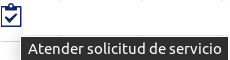 Atender solicitud de servicio